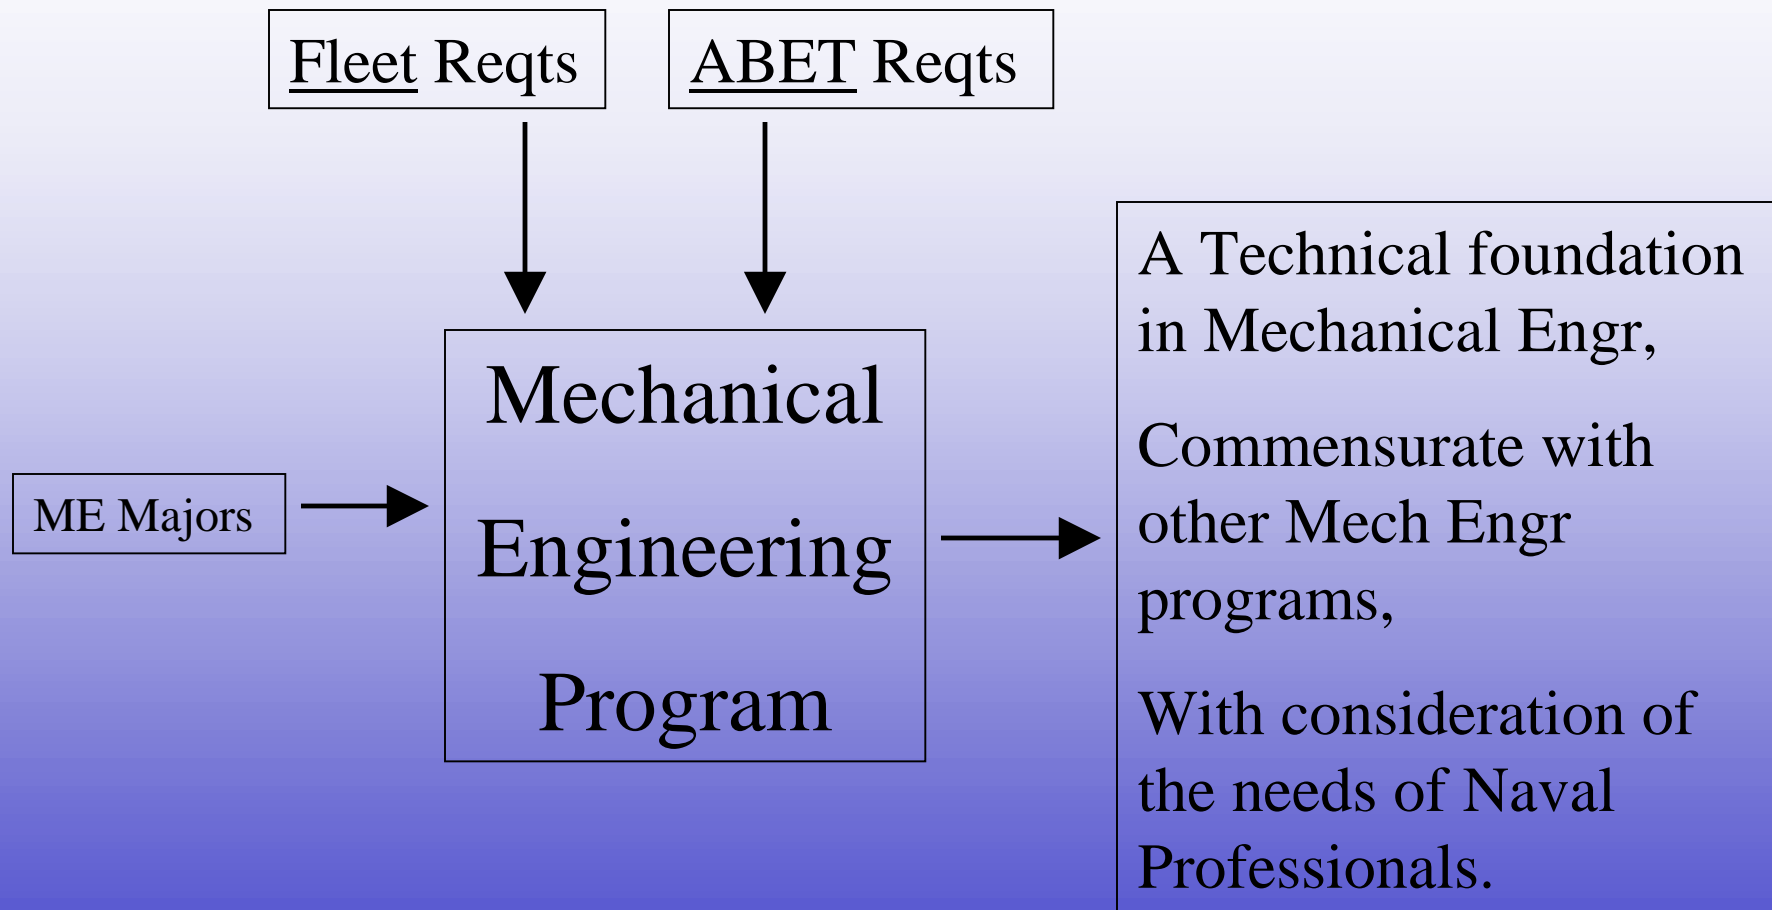 Fleet Reqts
ABET Reqts
ME Majors
Mechanical
Engineering
Program
A Technical foundation
in Mechanical Engr,
Commensurate with
other Mech Engr
programs,
With consideration of
the needs of Naval
Professionals.